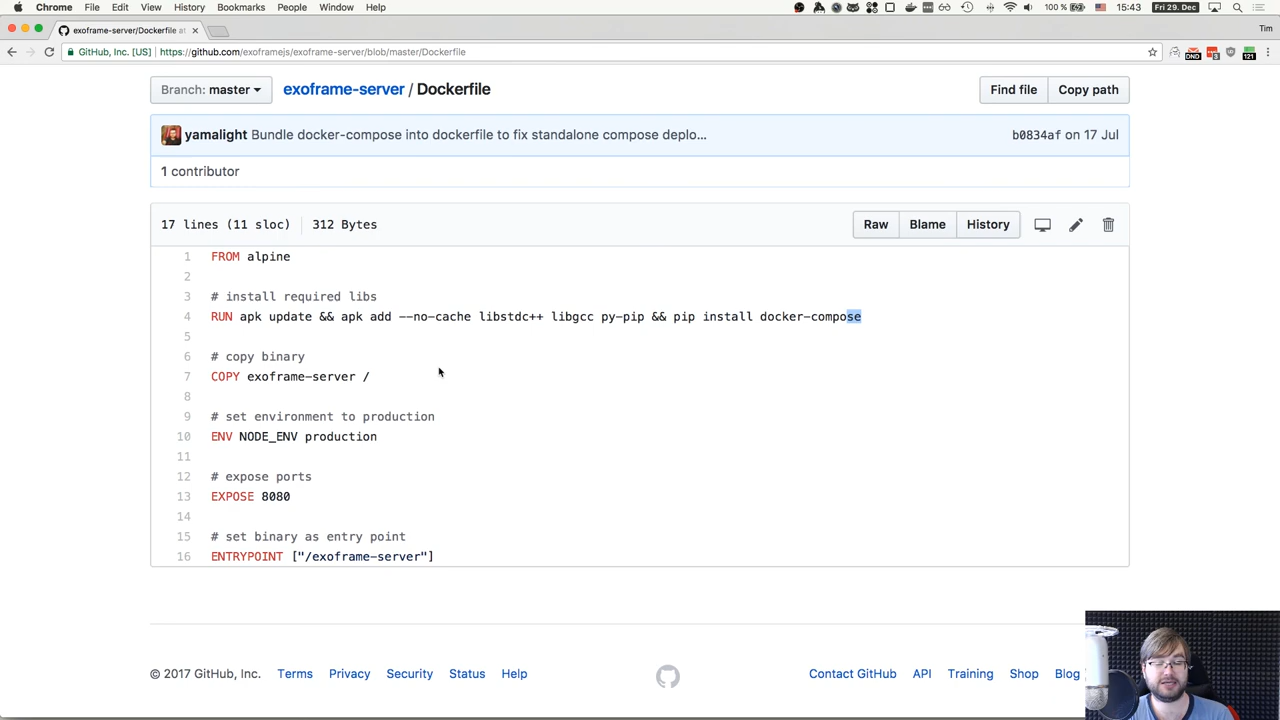 Chrome File Edit View History Bookmarks People Window Help 100 % 15:43 Fri 29. Dec
exoframe-server/Dockerfile at Tim
GitHub, Inc. [US] https://github.com/exoframejs/exoframe-server/blob/master/Dockerfile DND 3 121
Branch: master exoframe-server / Dockerfile Find file Copy path
yamalight Bundle docker-compose into dockerfile to fix standalone compose deplo... b0834af on 17 Jul
1 contributor
17 lines (11 sloc) 312 Bytes Raw Blame History
1 FROM alpine
2
3 # install required libs
4 RUN apk update && apk add --no-cache libstdc++ libgcc py-pip && pip install docker-compose
5
6 # copy binary
7 COPY exoframe-server /
8
9 # set environment to production
10 ENV NODE_ENV production
11
12 # expose ports
13 EXPOSE 8080
14
15 # set binary as entry point
16 ENTRYPOINT ["/exoframe-server"]
© 2017 GitHub, Inc. Terms Privacy Security Status Help Contact GitHub API Training Shop Blog